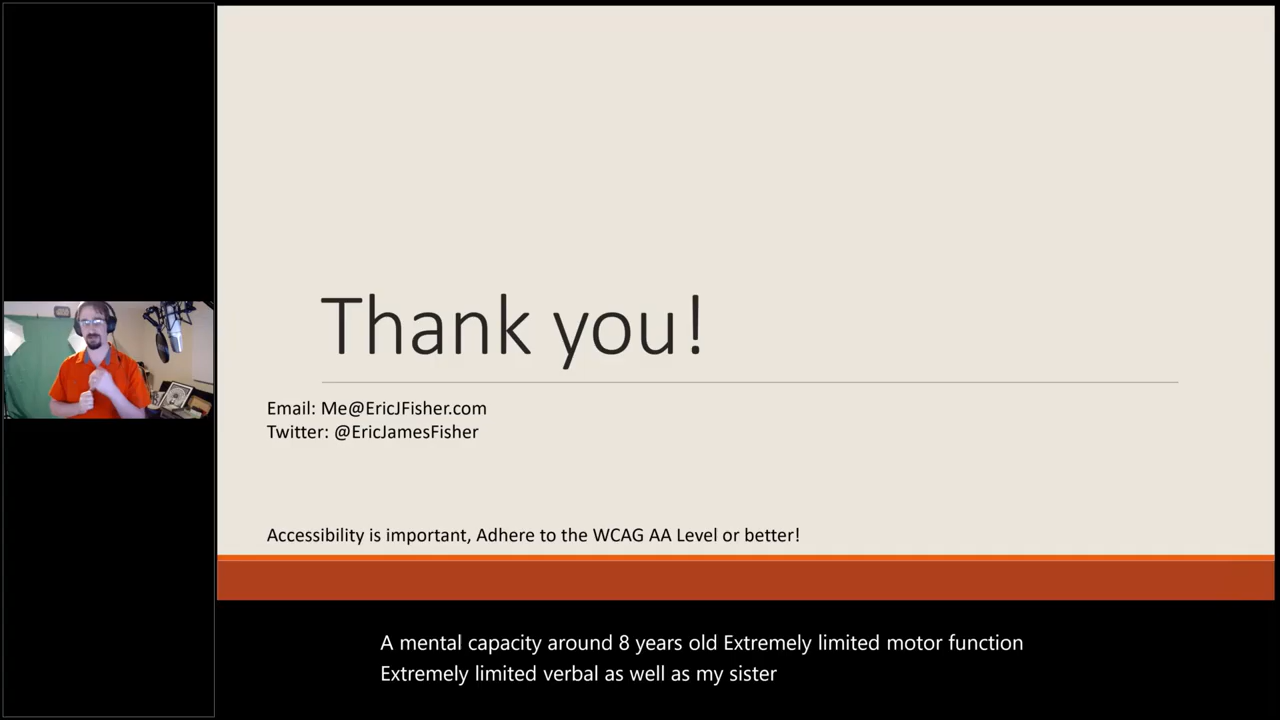 Thank you!
Email: Me@EricJFisher.com
Twitter: @EricJamesFisher
Accessibility is important, Adhere to the WCAG AA Level or better!
A mental capacity around 8 years old Extremely limited motor function
Extremely limited verbal as well as my sister